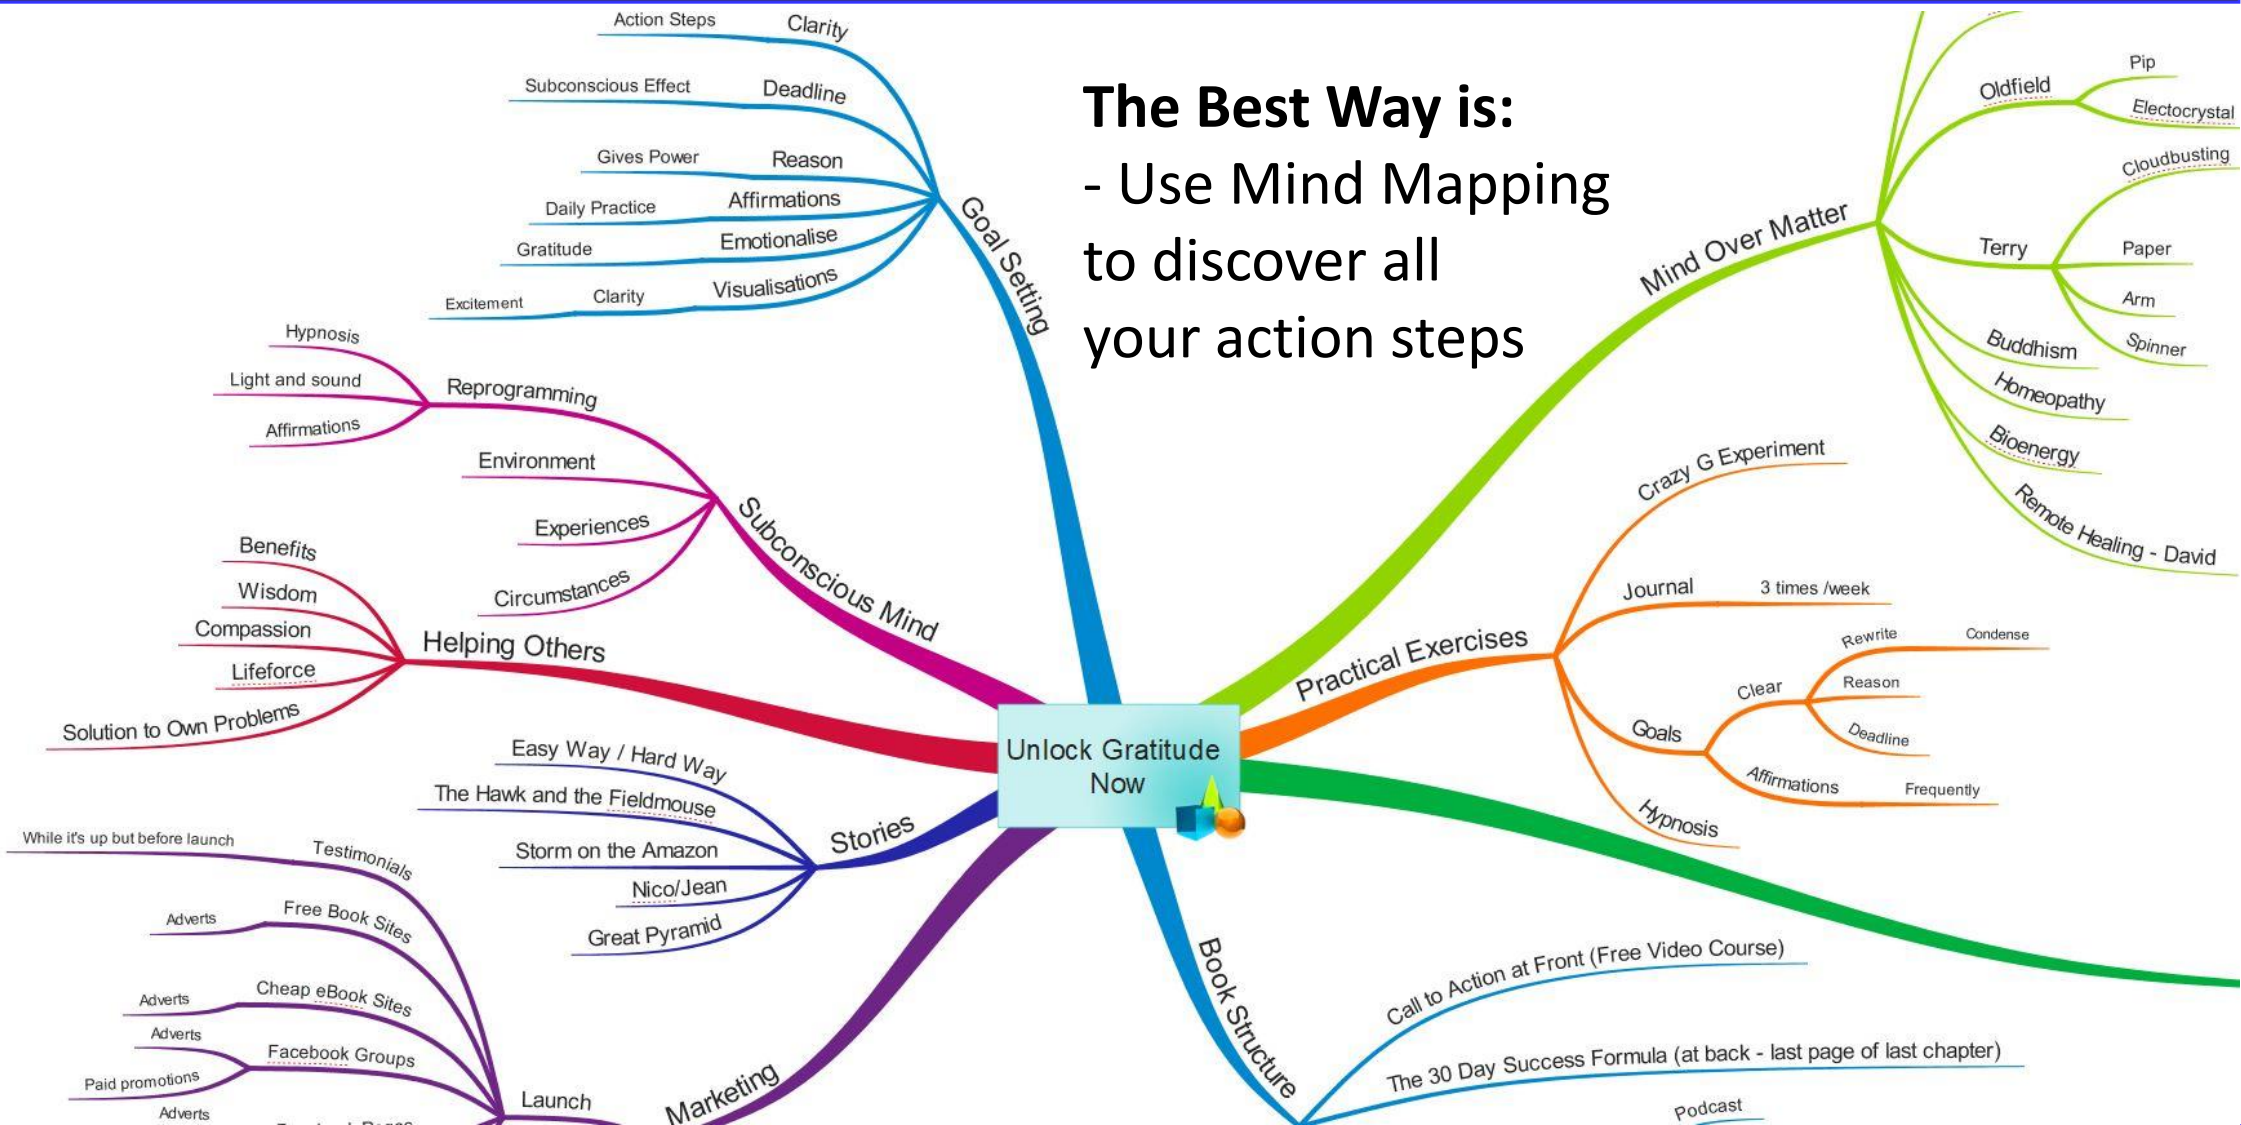 The Best Way is:
- Use Mind Mapping
to discover all
your action steps
Unlock Gratitude
Now
Goal Setting
Clarity
Action Steps
Deadline
Subconscious Effect
Reason
Gives Power
Affirmations
Daily Practice
Emotionalise
Gratitude
Visualisations
Clarity
Excitement
Subconscious Mind
Reprogramming
Hypnosis
Light and sound
Affirmations
Environment
Experiences
Circumstances
Helping Others
Benefits
Wisdom
Compassion
Lifeforce
Solution to Own Problems
Stories
Easy Way / Hard Way
The Hawk and the Fieldmouse
Storm on the Amazon
Nico/Jean
Great Pyramid
Marketing
Launch
Testimonials
While it's up but before launch
Free Book Sites
Adverts
Cheap eBook Sites
Adverts
Facebook Groups
Adverts
Paid promotions
Adverts
Mind Over Matter
Oldfield
Pip
Electocrystal
Terry
Cloudbusting
Paper
Arm
Spinner
Buddhism
Homeopathy
Bioenergy
Remote Healing - David
Practical Exercises
Crazy G Experiment
Journal
3 times /week
Goals
Clear
Rewrite
Condense
Reason
Deadline
Affirmations
Frequently
Hypnosis
Book Structure
Call to Action at Front (Free Video Course)
The 30 Day Success Formula (at back - last page of last chapter)
Podcast